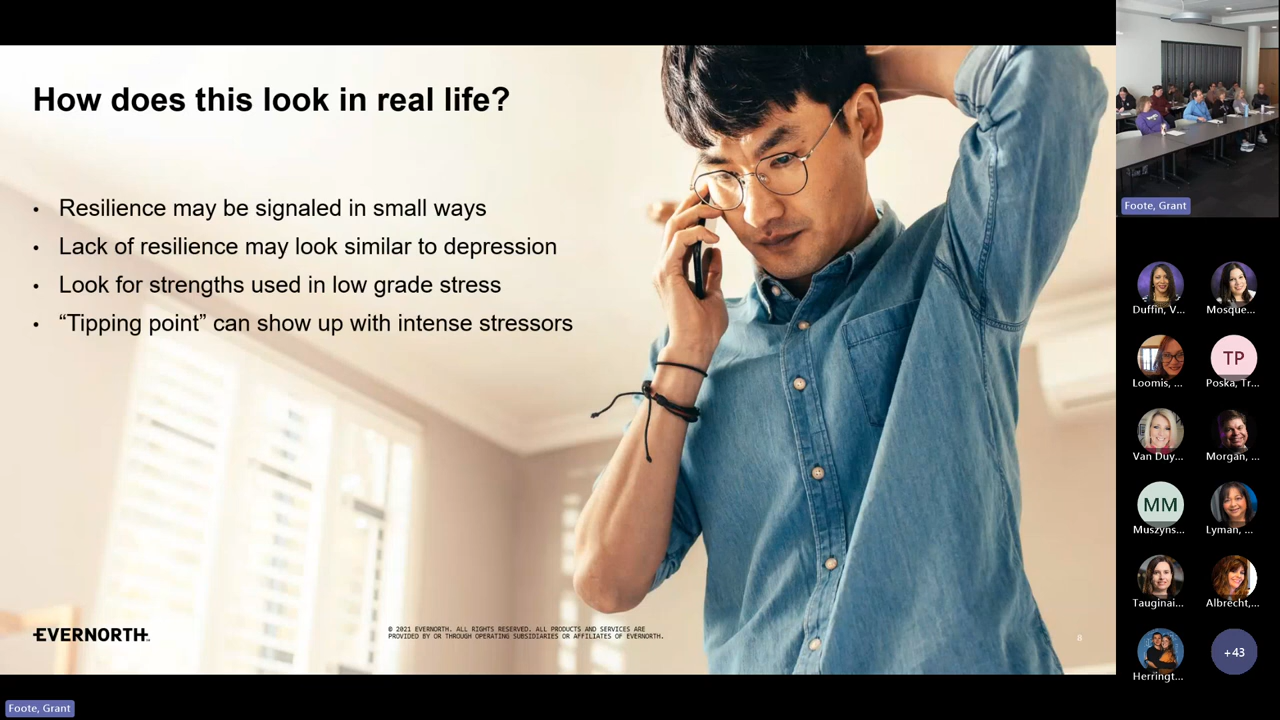 How does this look in real life?
• Resilience may be signaled in small ways
• Lack of resilience may look similar to depression
• Look for strengths used in low grade stress
• “Tipping point” can show up with intense stressors
EVERNORTH
© 2021 EVERNORTH. ALL RIGHTS RESERVED. ALL PRODUCTS AND SERVICES ARE
PROVIDED BY OR THROUGH OPERATING SUBSIDIARIES OR AFFILIATES OF EVERNORTH.
8
Foote, Grant
Foote, Grant
Duffin, V...
Mosque...
Loomis, ...
TP
Poska, Tr...
Van Duy...
Morgan, ...
MM
Muszyns...
Lyman, ...
Tauginai...
Albrecht,...
Herringt...
+43